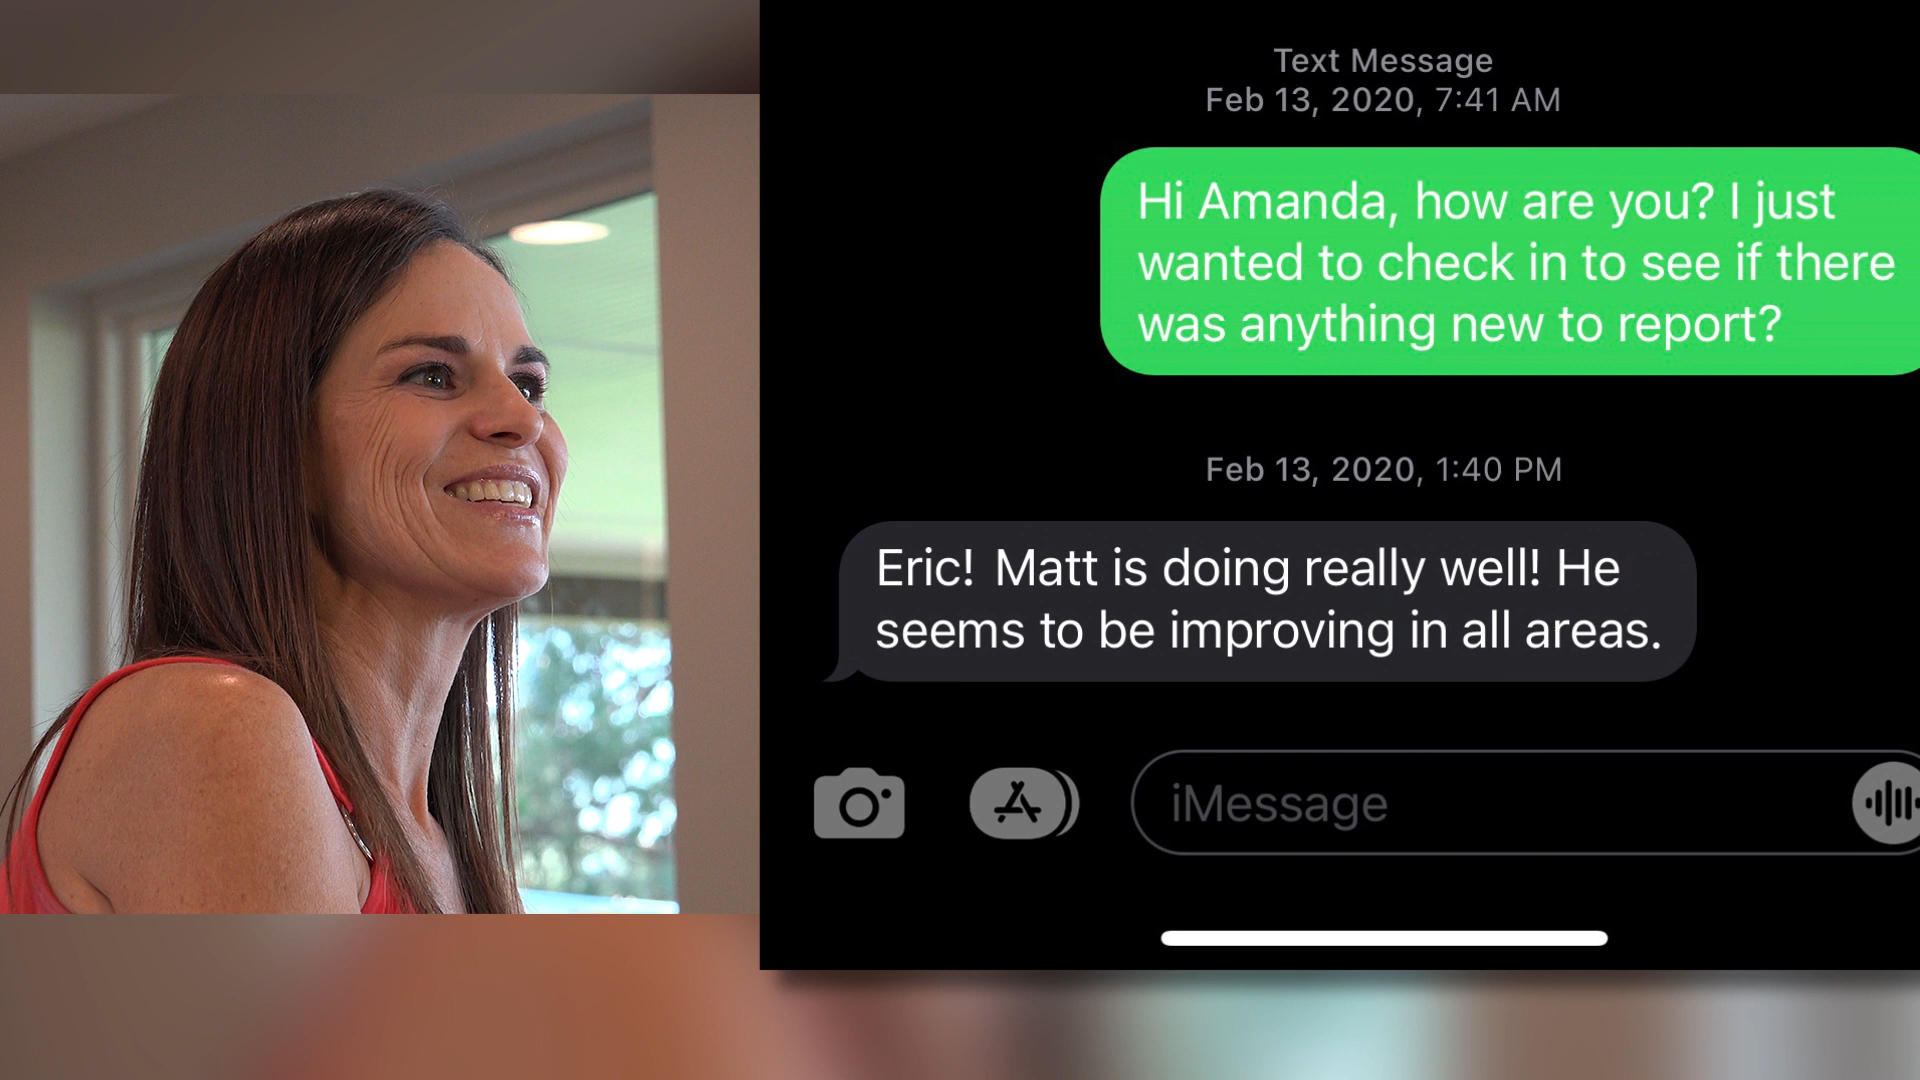 Text Message
Feb 13, 2020, 7:41 AM
Hi Amanda, how are you? I just
wanted to check in to see if there
was anything new to report?
Feb 13, 2020, 1:40 PM
Eric! Matt is doing really well! He
seems to be improving in all areas.
iMessage